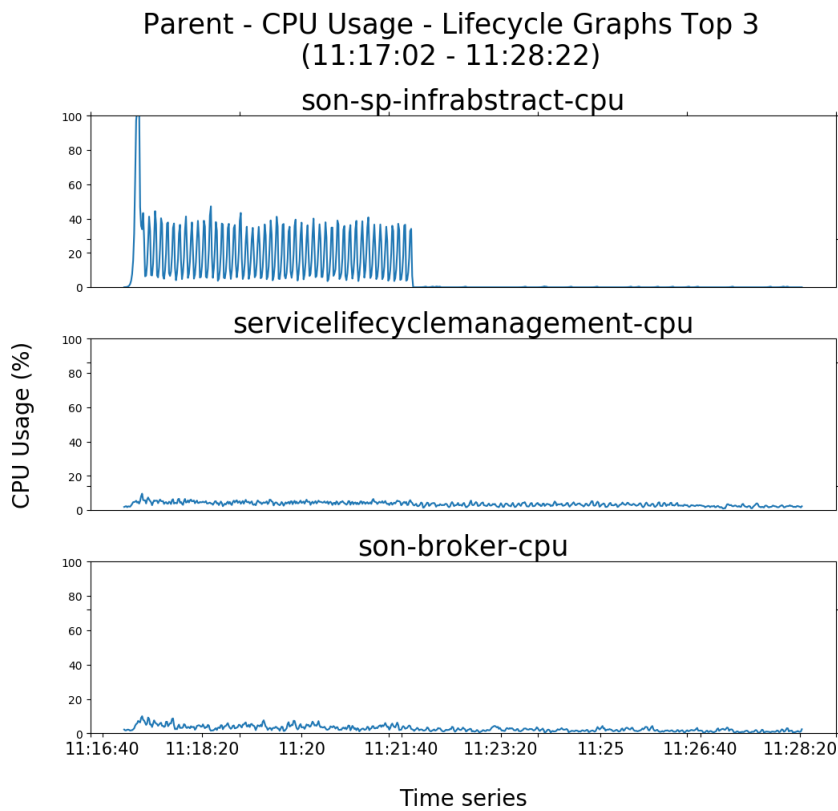 Parent - CPU Usage - Lifecycle Graphs Top 3
(11:17:02 - 11:28:22)
son-sp-infrabstract-cpu
100
80
60
40
20
0
servicelifecyclemanagement-cpu
100
80
60
40
20
0
CPU Usage (%)
son-broker-cpu
100
80
60
40
20
0
11:16:40 11:18:20 11:20 11:21:40 11:23:20 11:25 11:26:40 11:28:20
Time series